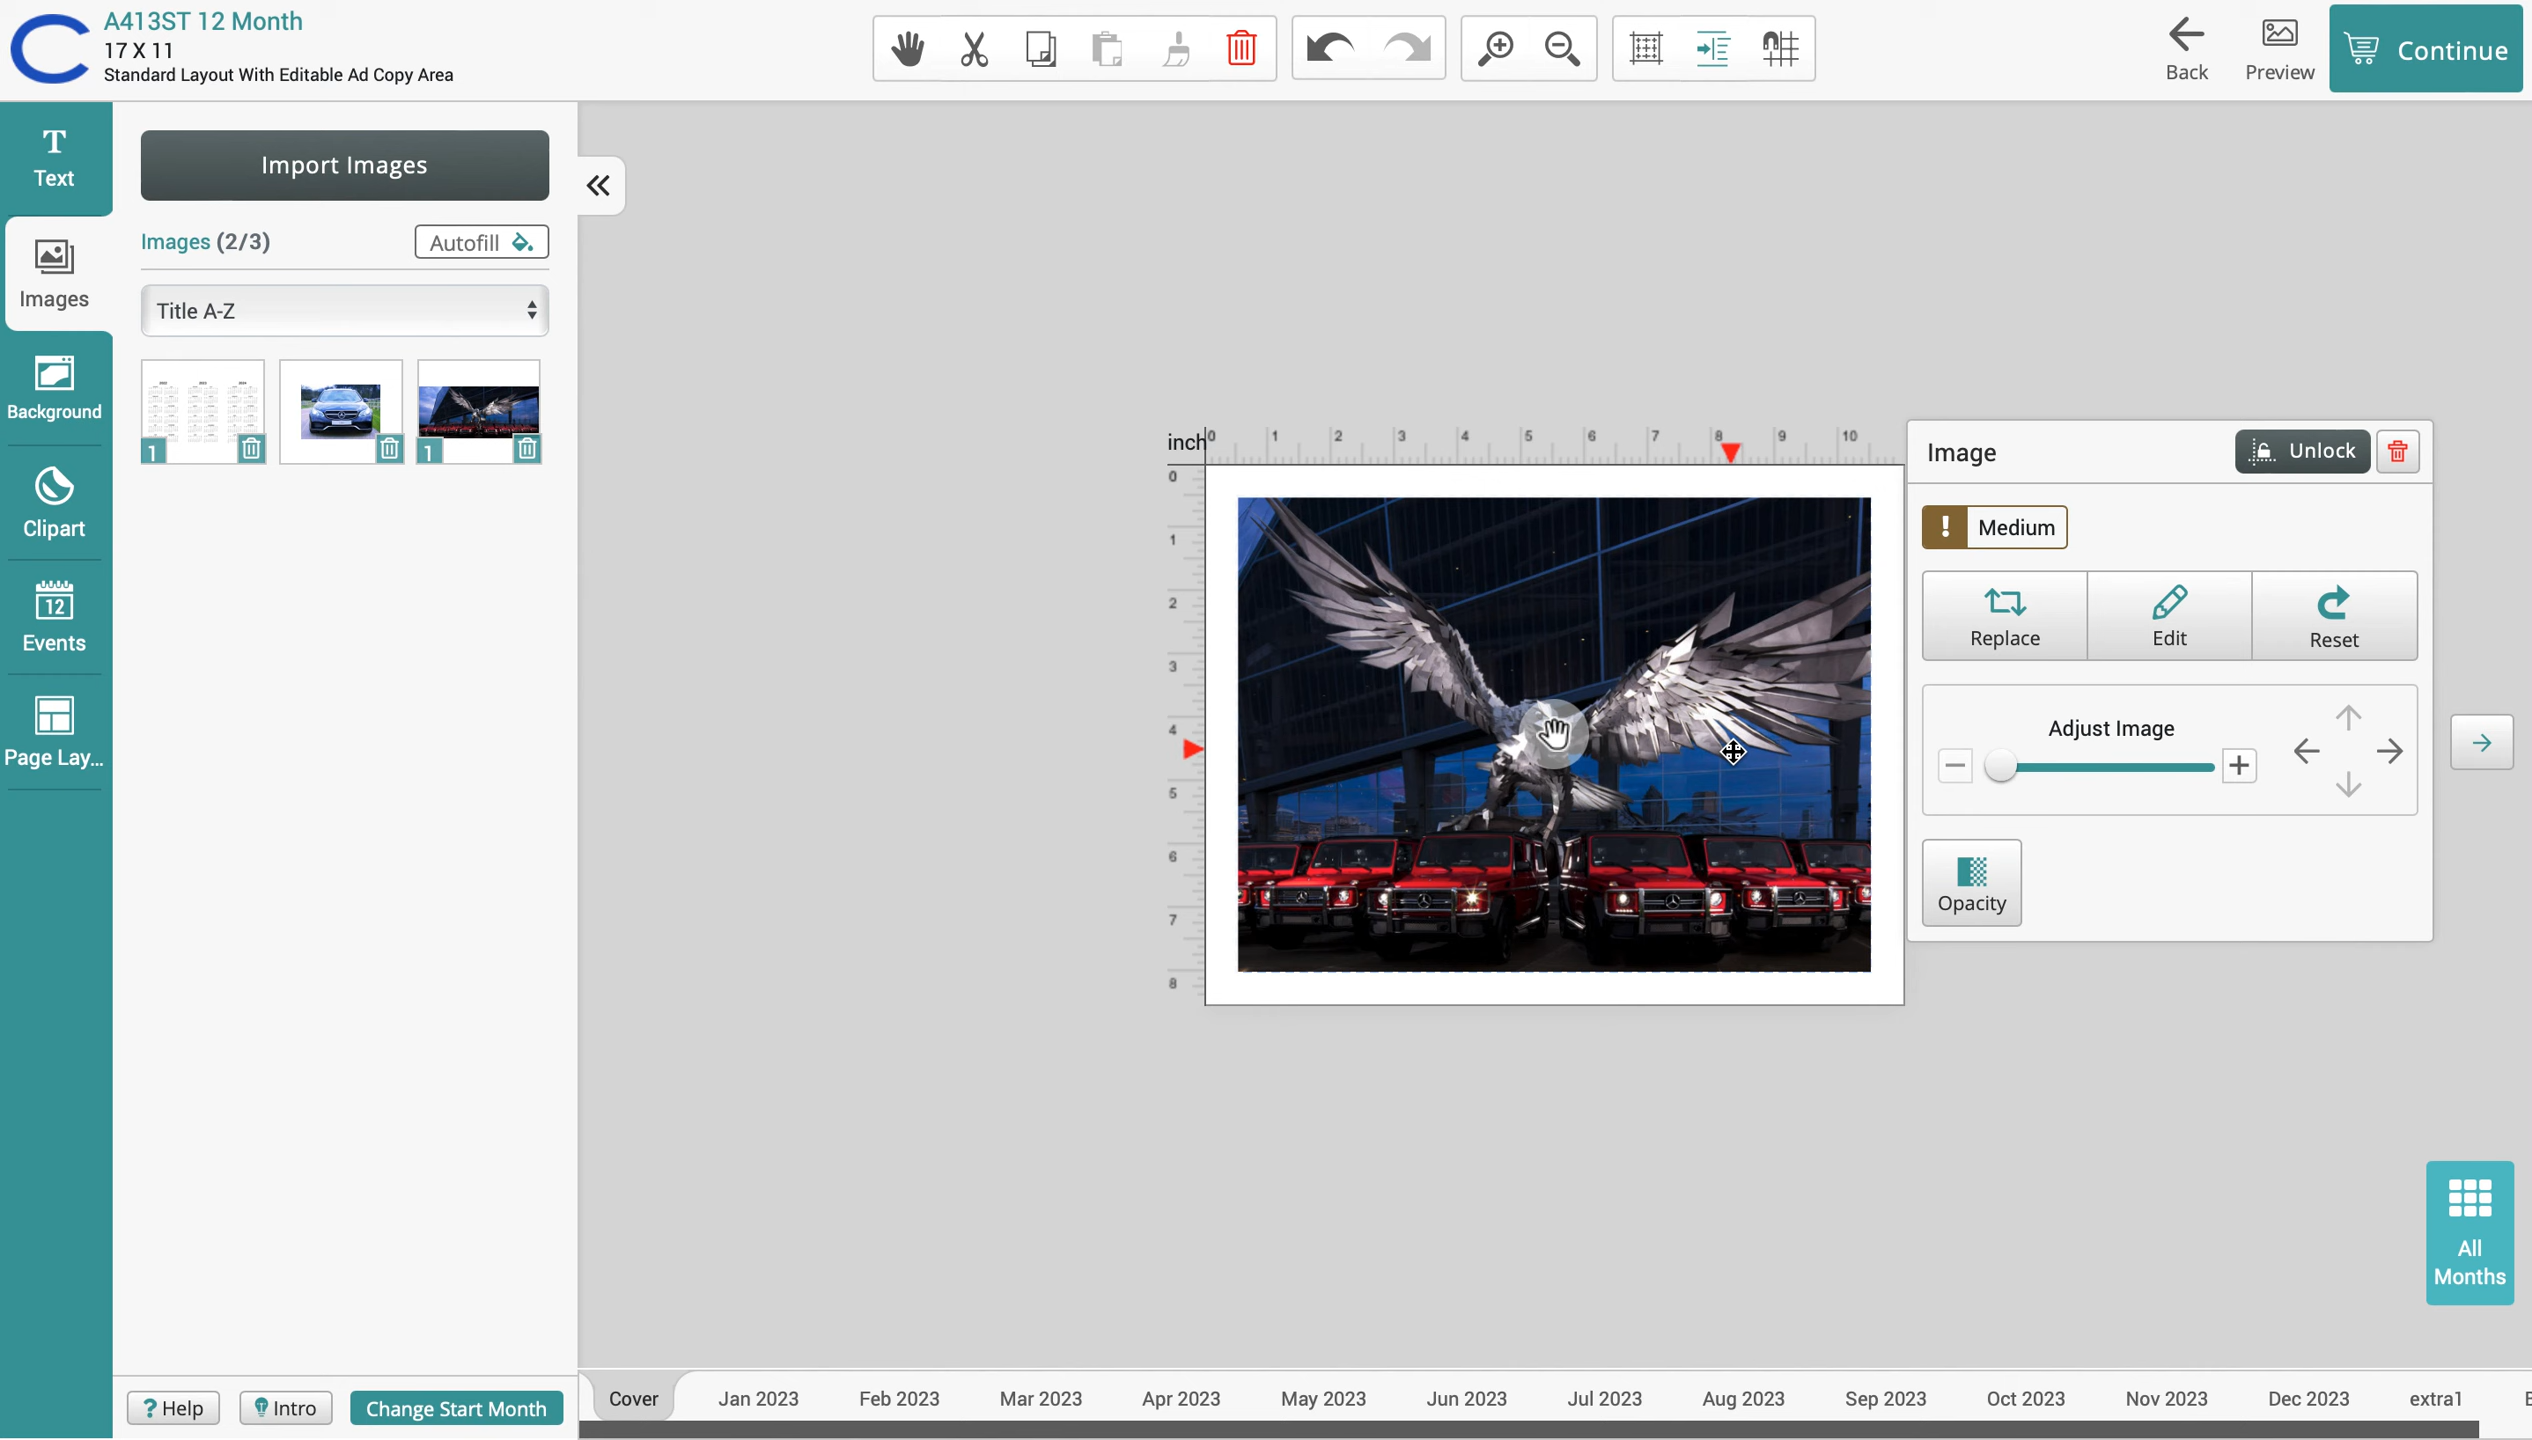 A413ST 12 Month
17 X 11
Standard Layout With Editable Ad Copy Area
Back
Preview
Continue
T
Text
Images
Background
Clipart
12
Events
Page Lay...
Import Images
Images (2/3)
Autofill
Title A-Z
1
1
inch
0 1 2 3 4 5 6 7 8 9 10
0
1
2
3
4
5
6
7
8
Image
Unlock
! Medium
Replace
Edit
Reset
Adjust Image
Opacity
All
Months
? Help
Intro
Change Start Month
Cover
Jan 2023
Feb 2023
Mar 2023
Apr 2023
May 2023
Jun 2023
Jul 2023
Aug 2023
Sep 2023
Oct 2023
Nov 2023
Dec 2023
extra1